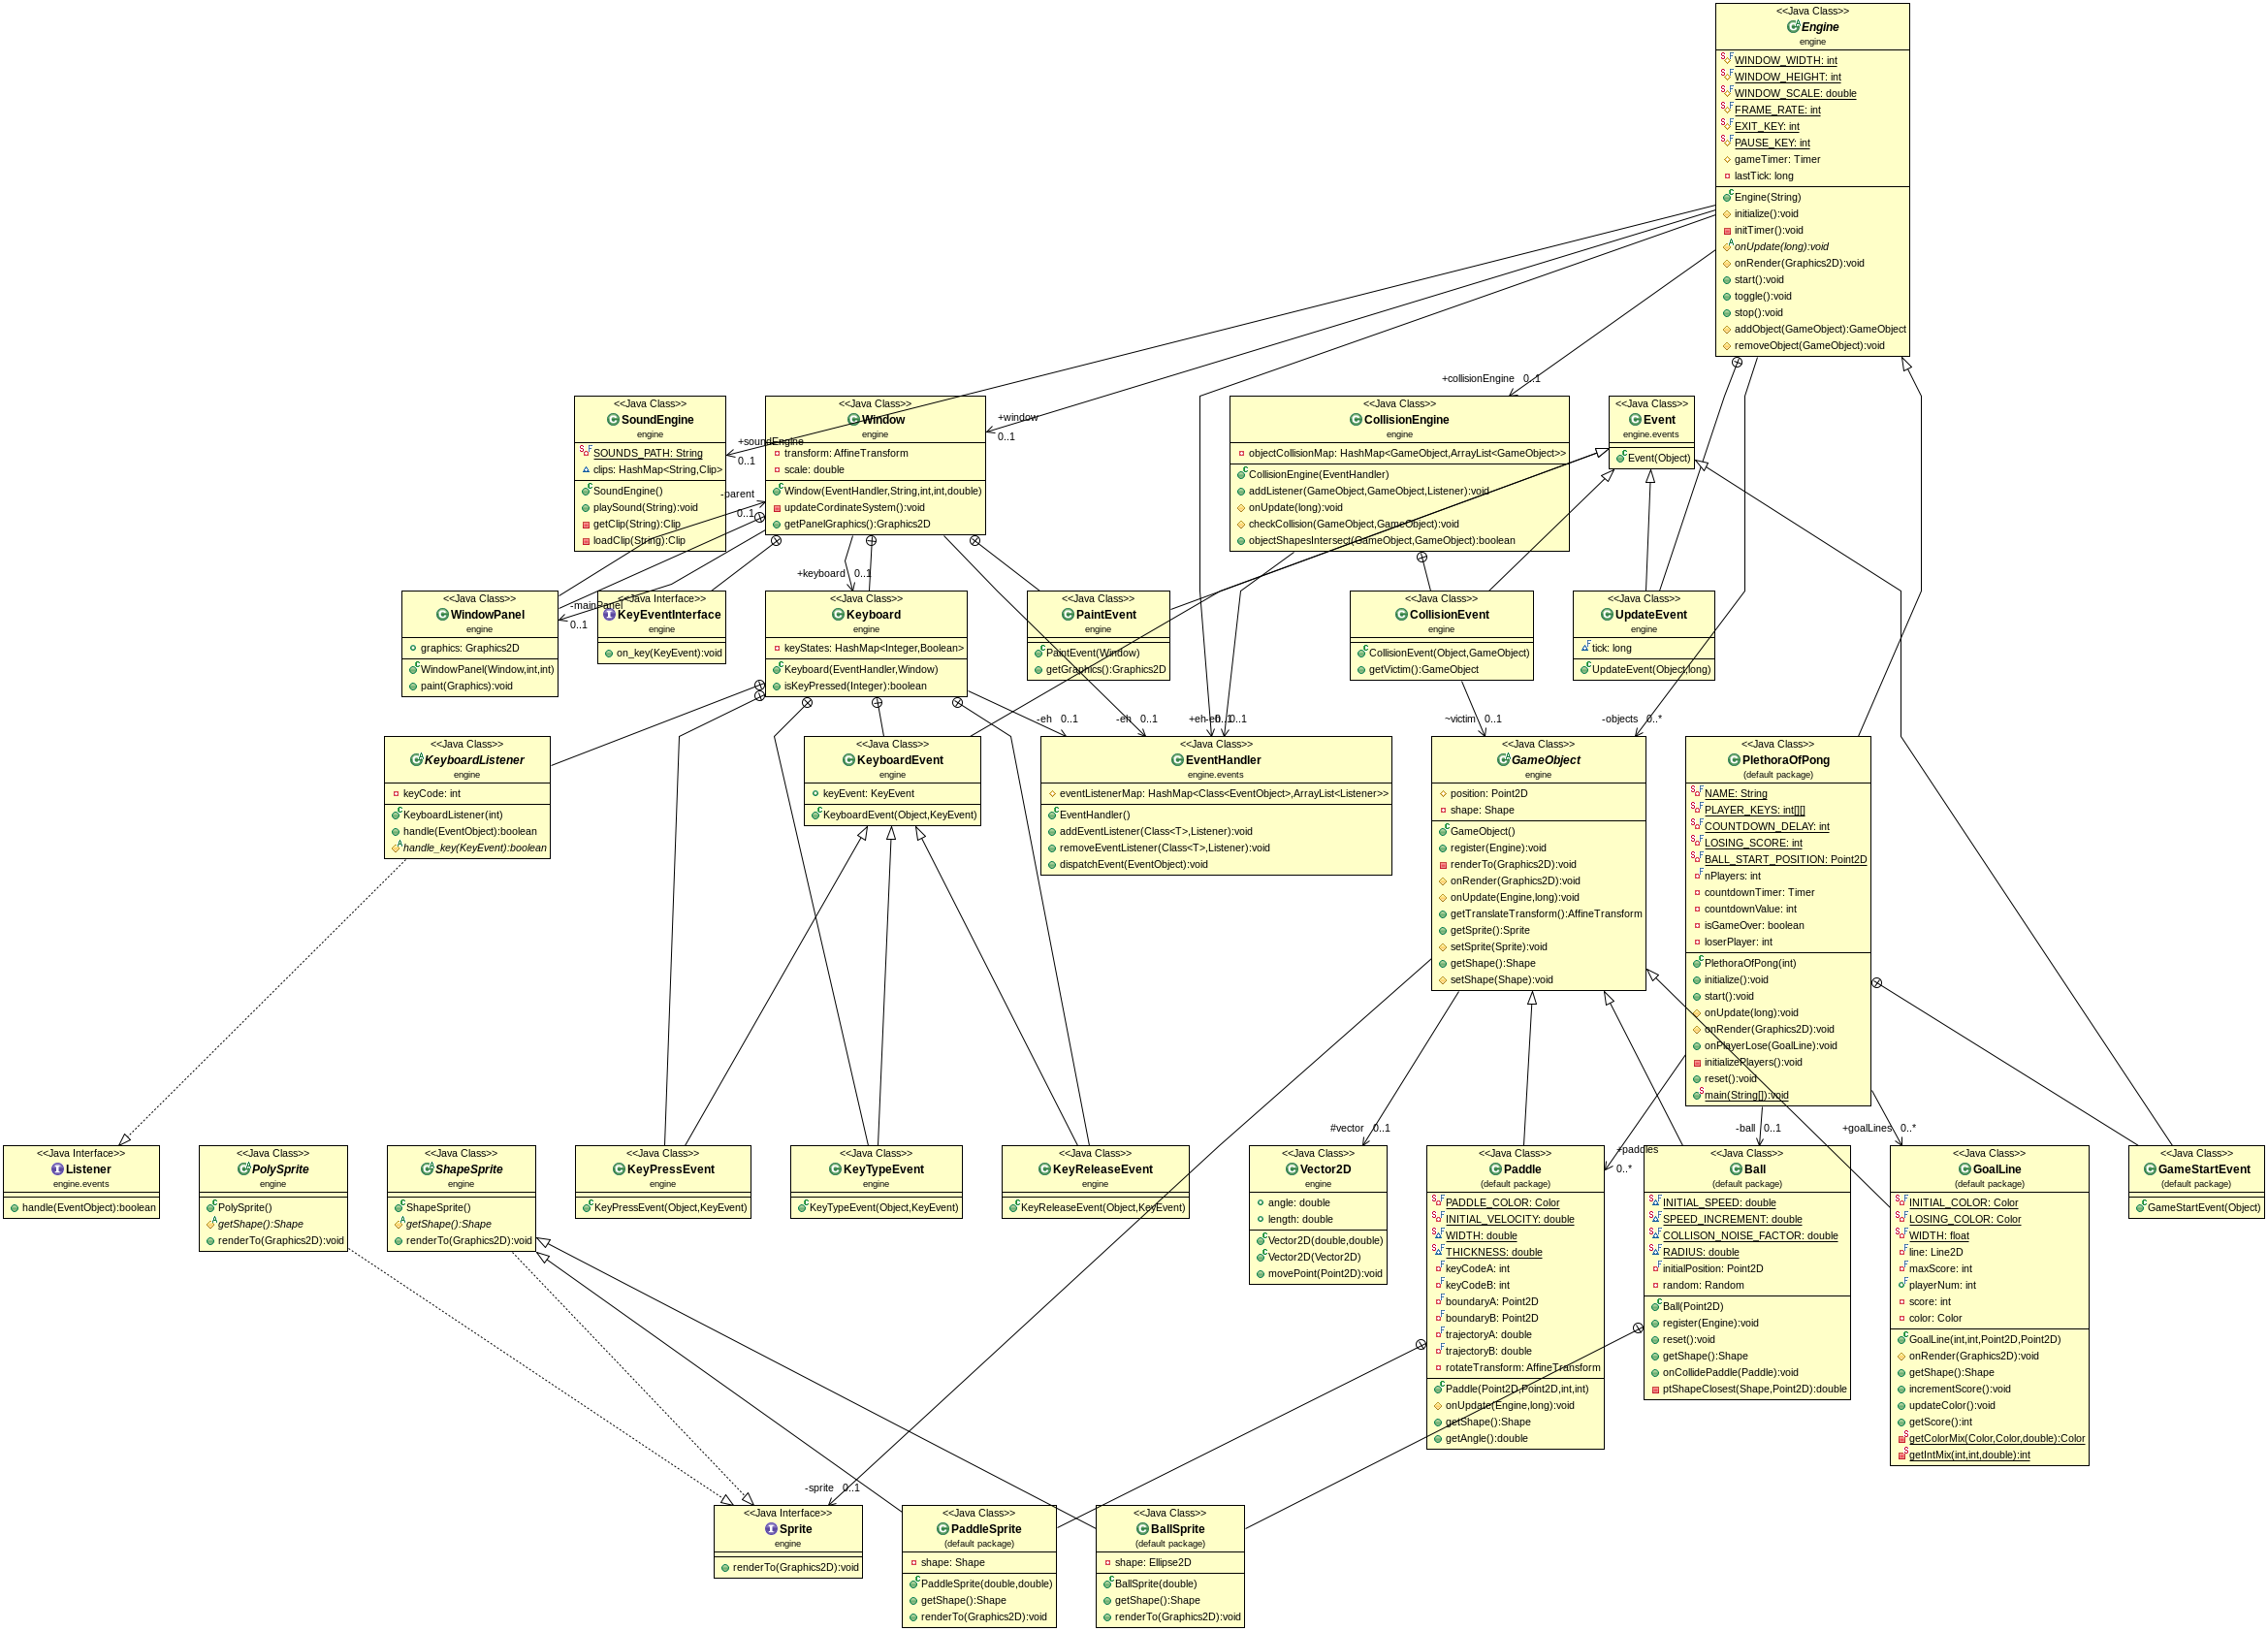 <<Java Class>>
Engine
engine
WINDOW_WIDTH: int
WINDOW_HEIGHT: int
WINDOW_SCALE: double
FRAME_RATE: int
EXIT_KEY: int
PAUSE_KEY: int
gameTimer: Timer
lastTick: long
Engine(String)
initialize():void
initTimer():void
onUpdate(long):void
onRender(Graphics2D):void
start():void
toggle():void
stop():void
addObject(GameObject):GameObject
removeObject(GameObject):void
+collisionEngine 0..1
+window
0..1
+soundEngine
0..1
<<Java Class>>
SoundEngine
engine
SOUNDS_PATH: String
clips: HashMap<String,Clip>
SoundEngine()
playSound(String):void
getClip(String):Clip
loadClip(String):Clip
<<Java Class>>
Window
engine
transform: AffineTransform
scale: double
Window(EventHandler,String,int,int,double)
updateCordinateSystem():void
getPanelGraphics():Graphics2D
-parent
0..1
<<Java Class>>
CollisionEngine
engine
objectCollisionMap: HashMap<GameObject,ArrayList<GameObject>>
CollisionEngine(EventHandler)
addListener(GameObject,GameObject,Listener):void
onUpdate(long):void
checkCollision(GameObject,GameObject):void
objectShapesIntersect(GameObject,GameObject):boolean
<<Java Class>>
Event
engine.events
Event(Object)
+keyboard 0..1
-mainPanel
0..1
<<Java Class>>
WindowPanel
engine
graphics: Graphics2D
WindowPanel(Window,int,int)
paint(Graphics):void
<<Java Interface>>
KeyEventInterface
engine
on_key(KeyEvent):void
<<Java Class>>
Keyboard
engine
keyStates: HashMap<Integer,Boolean>
Keyboard(EventHandler,Window)
isKeyPressed(Integer):boolean
<<Java Class>>
PaintEvent
engine
PaintEvent(Window)
getGraphics():Graphics2D
<<Java Class>>
CollisionEvent
engine
CollisionEvent(Object,GameObject)
getVictim():GameObject
<<Java Class>>
UpdateEvent
engine
tick: long
UpdateEvent(Object,long)
-eh 0..1
-eh 0..1
+eh
0..1
~victim 0..1
-objects 0..*
<<Java Class>>
KeyboardListener
engine
keyCode: int
KeyboardListener(int)
handle(EventObject):boolean
handle_key(KeyEvent):boolean
<<Java Class>>
KeyboardEvent
engine
keyEvent: KeyEvent
KeyboardEvent(Object,KeyEvent)
<<Java Class>>
EventHandler
engine.events
eventListenerMap: HashMap<Class<EventObject>,ArrayList<Listener>>
EventHandler()
addEventListener(Class<T>,Listener):void
removeEventListener(Class<T>,Listener):void
dispatchEvent(EventObject):void
<<Java Class>>
GameObject
engine
position: Point2D
shape: Shape
GameObject()
register(Engine):void
renderTo(Graphics2D):void
onRender(Graphics2D):void
onUpdate(Engine,long):void
getTranslateTransform():AffineTransform
getSprite():Sprite
setSprite(Sprite):void
getShape():Shape
setShape(Shape):void
<<Java Class>>
PlethoraOfPong
(default package)
NAME: String
PLAYER_KEYS: int[][]
COUNTDOWN_DELAY: int
LOSING_SCORE: int
BALL_START_POSITION: Point2D
nPlayers: int
countdownTimer: Timer
countdownValue: int
isGameOver: boolean
loserPlayer: int
PlethoraOfPong(int)
initialize():void
start():void
onUpdate(long):void
onRender(Graphics2D):void
onPlayerLose(GoalLine):void
initializePlayers():void
reset():void
main(String[]):void
#vector 0..1
+paddles
0..*
-ball 0..1
+goalLines 0..*
<<Java Interface>>
Listener
engine.events
handle(EventObject):boolean
<<Java Class>>
PolySprite
engine
PolySprite()
getShape():Shape
renderTo(Graphics2D):void
<<Java Class>>
ShapeSprite
engine
ShapeSprite()
getShape():Shape
renderTo(Graphics2D):void
<<Java Class>>
KeyPressEvent
engine
KeyPressEvent(Object,KeyEvent)
<<Java Class>>
KeyTypeEvent
engine
KeyTypeEvent(Object,KeyEvent)
<<Java Class>>
KeyReleaseEvent
engine
KeyReleaseEvent(Object,KeyEvent)
<<Java Class>>
Vector2D
engine
angle: double
length: double
Vector2D(double,double)
Vector2D(Vector2D)
movePoint(Point2D):void
<<Java Class>>
Paddle
(default package)
PADDLE_COLOR: Color
INITIAL_VELOCITY: double
WIDTH: double
THICKNESS: double
keyCodeA: int
keyCodeB: int
boundaryA: Point2D
boundaryB: Point2D
trajectoryA: double
trajectoryB: double
rotateTransform: AffineTransform
Paddle(Point2D,Point2D,int,int)
onUpdate(Engine,long):void
getShape():Shape
getAngle():double
<<Java Class>>
Ball
(default package)
INITIAL_SPEED: double
SPEED_INCREMENT: double
COLLISON_NOISE_FACTOR: double
RADIUS: double
initialPosition: Point2D
random: Random
Ball(Point2D)
register(Engine):void
reset():void
getShape():Shape
onCollidePaddle(Paddle):void
ptShapeClosest(Shape,Point2D):double
<<Java Class>>
GoalLine
(default package)
INITIAL_COLOR: Color
LOSING_COLOR: Color
WIDTH: float
line: Line2D
maxScore: int
playerNum: int
score: int
color: Color
GoalLine(int,int,Point2D,Point2D)
onRender(Graphics2D):void
getShape():Shape
incrementScore():void
updateColor():void
getScore():int
getColorMix(Color,Color,double):Color
getIntMix(int,int,double):int
<<Java Class>>
GameStartEvent
(default package)
GameStartEvent(Object)
-sprite 0..1
<<Java Interface>>
Sprite
engine
renderTo(Graphics2D):void
<<Java Class>>
PaddleSprite
(default package)
shape: Shape
PaddleSprite(double,double)
getShape():Shape
renderTo(Graphics2D):void
<<Java Class>>
BallSprite
(default package)
shape: Ellipse2D
BallSprite(double)
getShape():Shape
renderTo(Graphics2D):void